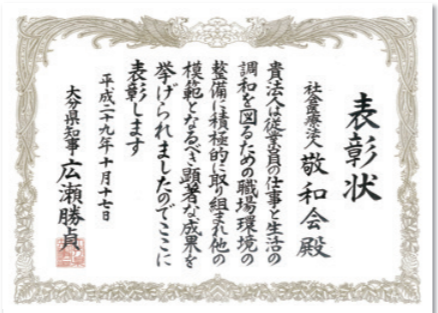 表彰状
社会医療法人 敬和会殿
貴法人は従業員の仕事と生活の
調和を図るための職場環境の
整備に積極的に取り組まれ他の
模範となるべき顕著な成果を
挙げられましたのでここに
表彰します
平成二十九年十月十七日
大分県知事 広瀬勝貞